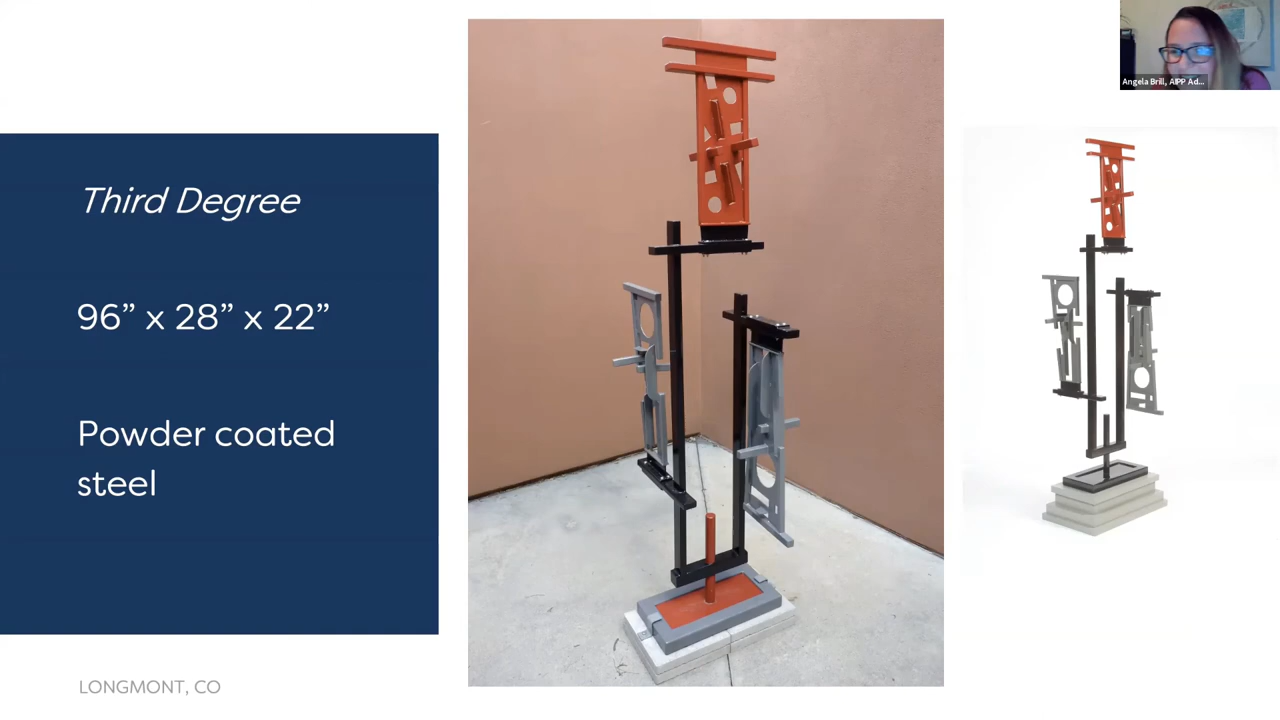 Third Degree
96” x 28” x 22”
Powder coated
steel
LONGMONT, CO
Angela Brill, AIPP Ad...